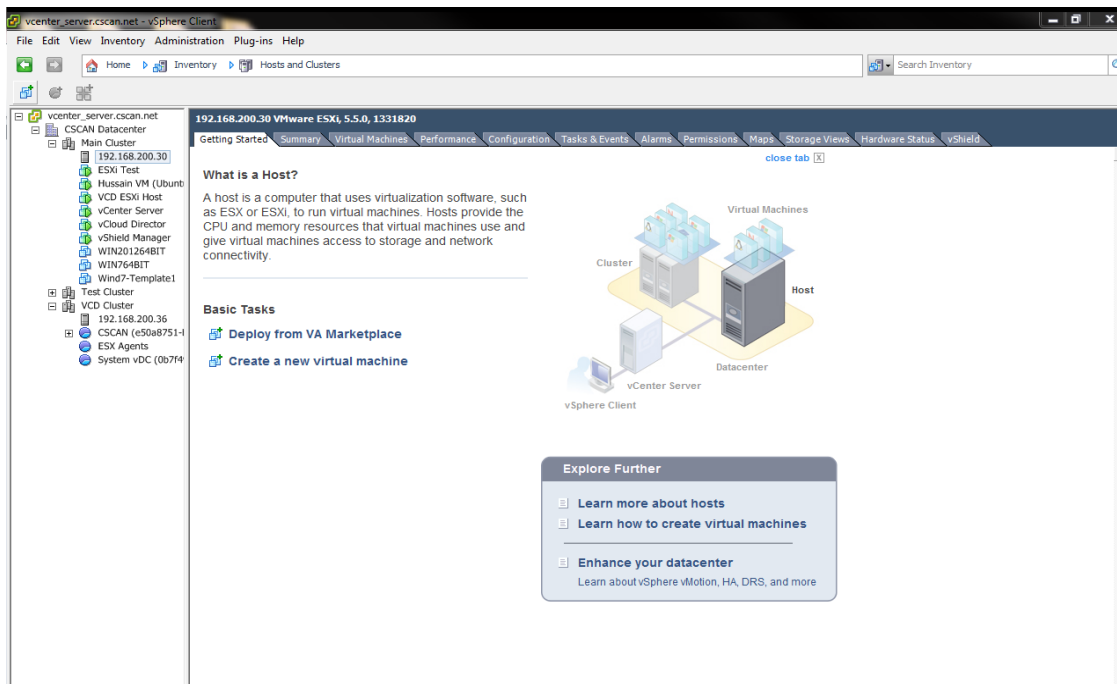 vcenter_server.cscan.net - vSphere Client
File Edit View Inventory Administration Plug-ins Help
Home Inventory Hosts and Clusters
Search Inventory
vcenter_server.cscan.net
CSCAN Datacenter
Main Cluster
192.168.200.30
ESXi Test
Hussain VM (Ubunt
VCD ESXi Host
vCenter Server
vCloud Director
vShield Manager
WIN201264BIT
WIN764BIT
Wind7-Template1
Test Cluster
VCD Cluster
192.168.200.36
CSCAN (e50a8751-
ESX Agents
System vDC (0b7f4
192.168.200.30 VMware ESXi, 5.5.0, 1331820
Getting Started Summary Virtual Machines Performance Configuration Tasks & Events Alarms Permissions Maps Storage Views Hardware Status vShield
close tab X
What is a Host?
A host is a computer that uses virtualization software, such
as ESX or ESXi, to run virtual machines. Hosts provide the
CPU and memory resources that virtual machines use and
give virtual machines access to storage and network
connectivity.
Basic Tasks
Deploy from VA Marketplace
Create a new virtual machine
Virtual Machines
Cluster
Host
Datacenter
vCenter Server
vSphere Client
Explore Further
Learn more about hosts
Learn how to create virtual machines
Enhance your datacenter
Learn about vSphere vMotion, HA, DRS, and more